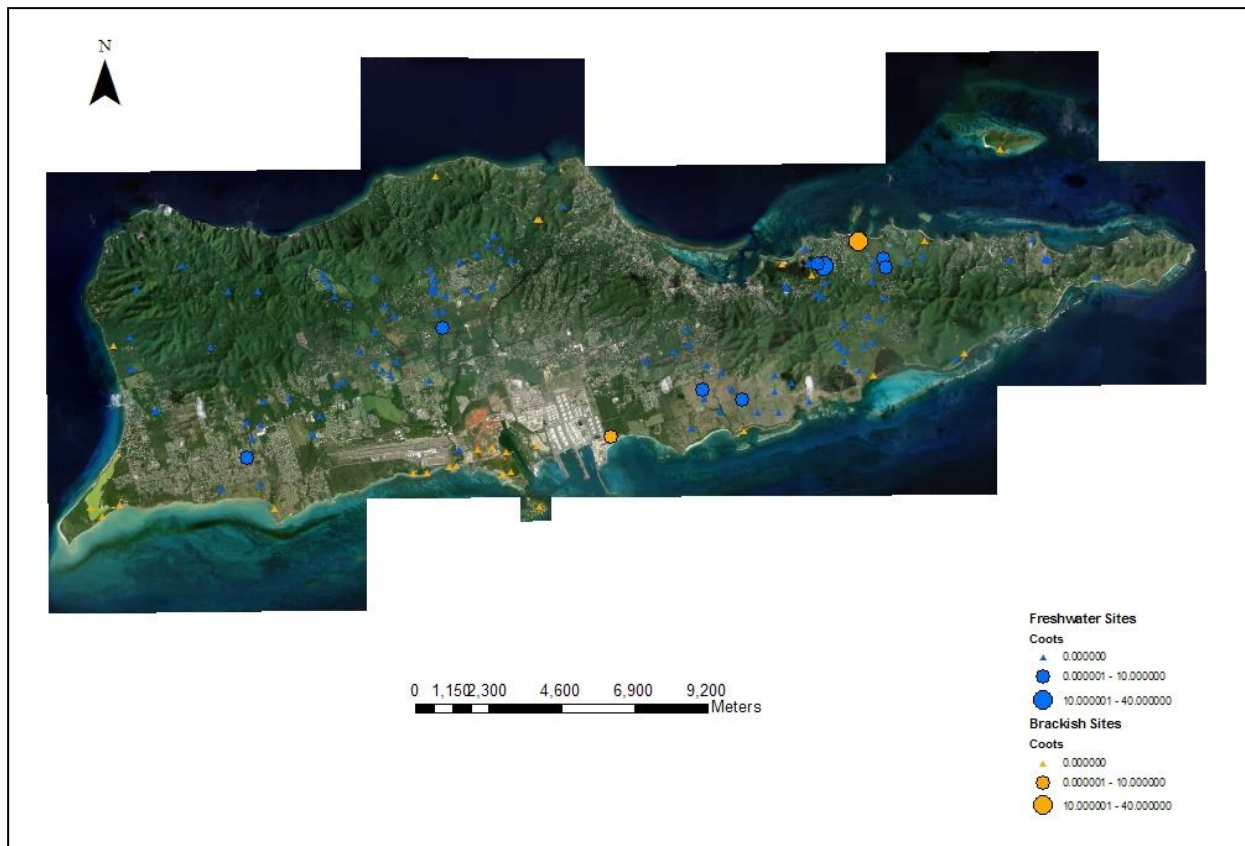 N
0 1,150 2,300 4,600 6,900 9,200
Meters
Freshwater Sites
Coots
0.000000
0.000001 - 10.000000
10.000001 - 40.000000
Brackish Sites
Coots
0.000000
0.000001 - 10.000000
10.000001 - 40.000000